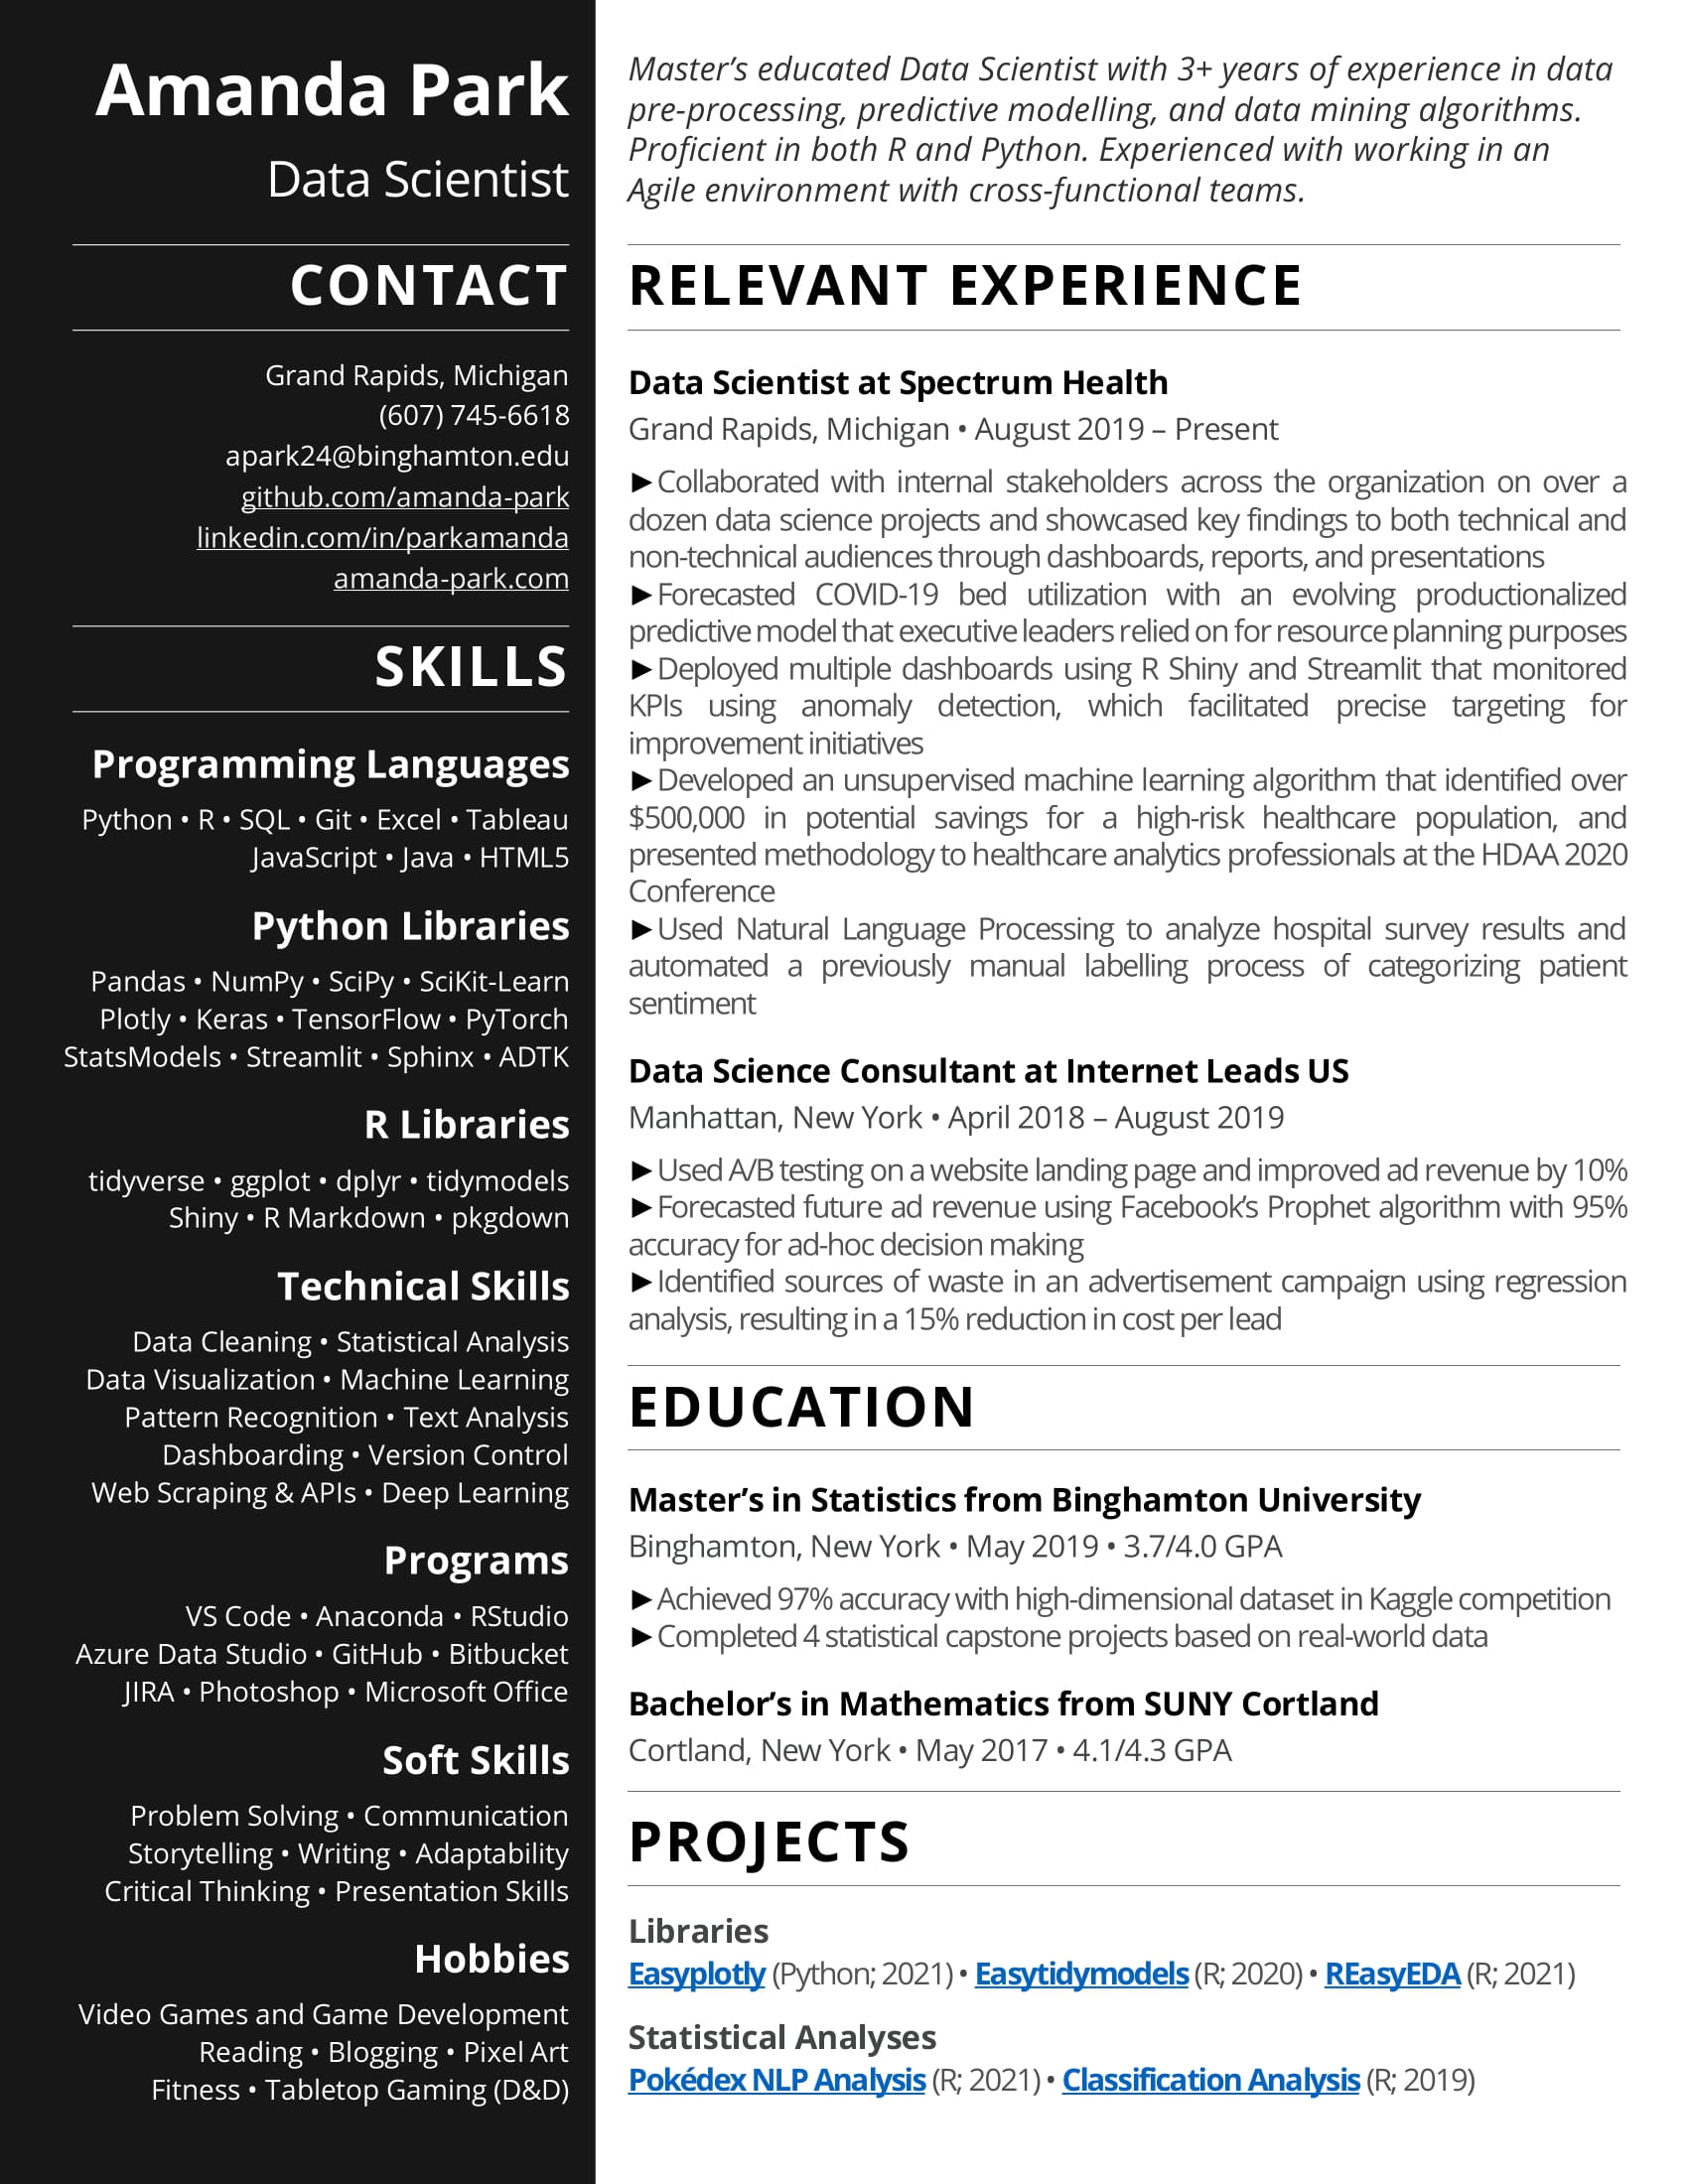 Amanda Park
Data Scientist
CONTACT
Grand Rapids, Michigan
(607) 745-6618
apark24@binghamton.edu
github.com/amanda-park
linkedin.com/in/parkamanda
amanda-park.com
SKILLS
Programming Languages
Python • R • SQL • Git • Excel • Tableau
JavaScript • Java • HTML5
Python Libraries
Pandas • NumPy • SciPy • SciKit-Learn
Plotly • Keras • TensorFlow • PyTorch
StatsModels • Streamlit • Sphinx • ADTK
R Libraries
tidyverse • ggplot • dplyr • tidymodels
Shiny • R Markdown • pkgdown
Technical Skills
Data Cleaning • Statistical Analysis
Data Visualization • Machine Learning
Pattern Recognition • Text Analysis
Dashboarding • Version Control
Web Scraping & APIs • Deep Learning
Programs
VS Code • Anaconda • RStudio
Azure Data Studio • GitHub • Bitbucket
JIRA • Photoshop • Microsoft Office
Soft Skills
Problem Solving • Communication
Storytelling • Writing • Adaptability
Critical Thinking • Presentation Skills
Hobbies
Video Games and Game Development
Reading • Blogging • Pixel Art
Fitness • Tabletop Gaming (D&D)
Master’s educated Data Scientist with 3+ years of experience in data
pre-processing, predictive modelling, and data mining algorithms.
Proficient in both R and Python. Experienced with working in an
Agile environment with cross-functional teams.
RELEVANT EXPERIENCE
Data Scientist at Spectrum Health
Grand Rapids, Michigan • August 2019 – Present
►Collaborated with internal stakeholders across the organization on over a
dozen data science projects and showcased key findings to both technical and
non-technical audiences through dashboards, reports, and presentations
►Forecasted COVID-19 bed utilization with an evolving productionalized
predictive model that executive leaders relied on for resource planning purposes
►Deployed multiple dashboards using R Shiny and Streamlit that monitored
KPIs using anomaly detection, which facilitated precise targeting for
improvement initiatives
►Developed an unsupervised machine learning algorithm that identified over
$500,000 in potential savings for a high-risk healthcare population, and
presented methodology to healthcare analytics professionals at the HDAA 2020
Conference
►Used Natural Language Processing to analyze hospital survey results and
automated a previously manual labelling process of categorizing patient
sentiment
Data Science Consultant at Internet Leads US
Manhattan, New York • April 2018 – August 2019
►Used A/B testing on a website landing page and improved ad revenue by 10%
►Forecasted future ad revenue using Facebook’s Prophet algorithm with 95%
accuracy for ad-hoc decision making
►Identified sources of waste in an advertisement campaign using regression
analysis, resulting in a 15% reduction in cost per lead
EDUCATION
Master’s in Statistics from Binghamton University
Binghamton, New York • May 2019 • 3.7/4.0 GPA
►Achieved 97% accuracy with high-dimensional dataset in Kaggle competition
►Completed 4 statistical capstone projects based on real-world data
Bachelor’s in Mathematics from SUNY Cortland
Cortland, New York • May 2017 • 4.1/4.3 GPA
PROJECTS
Libraries
Easyplotly (Python; 2021) • Easytidymodels (R; 2020) • REasyEDA (R; 2021)
Statistical Analyses
Pokédex NLP Analysis (R; 2021) • Classification Analysis (R; 2019)